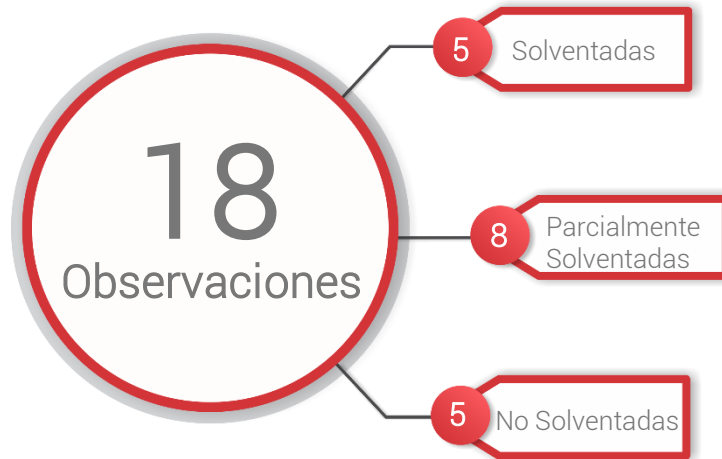 18
Observaciones
5
Solventadas
8
Parcialmente
Solventadas
5
No Solventadas